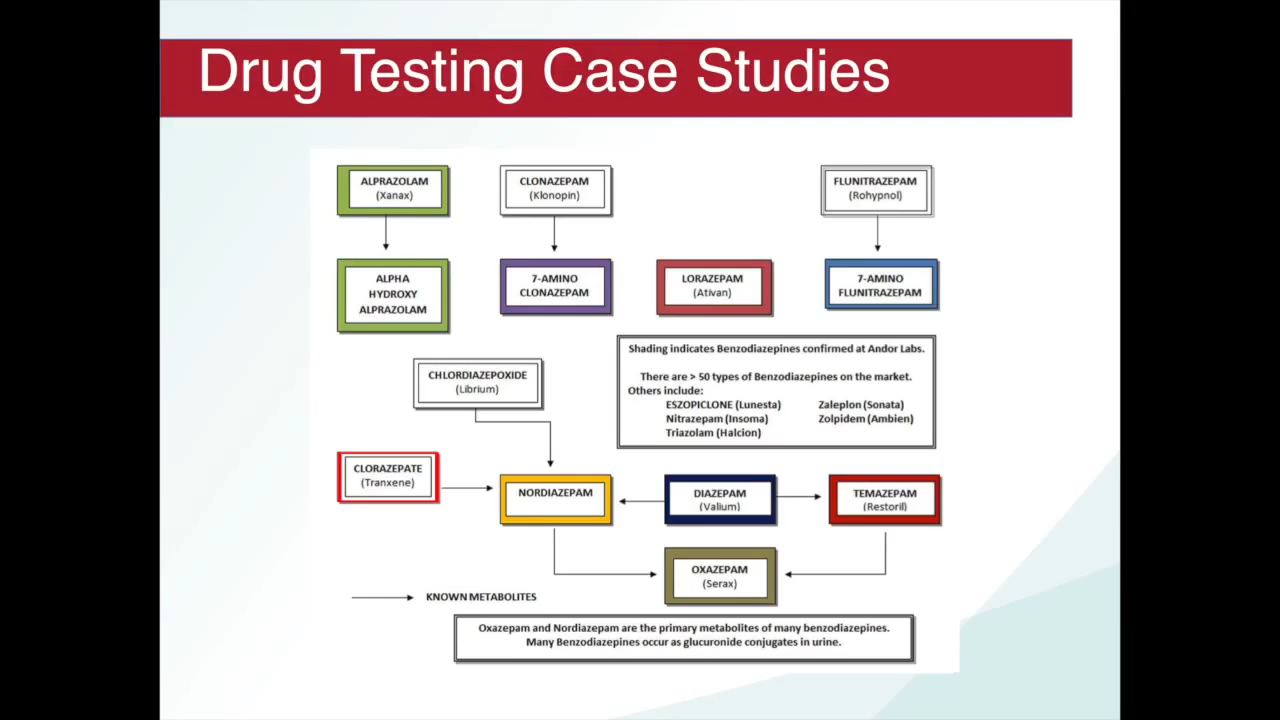 Drug Testing Case Studies
ALPRAZOLAM
(Xanax)
CLONAZEPAM
(Klonopin)
FLUNITRAZEPAM
(Rohypnol)
ALPHA
HYDROXY
ALPRAZOLAM
7-AMINO
CLONAZEPAM
LORAZEPAM
(Ativan)
7-AMINO
FLUNITRAZEPAM
Shading indicates Benzodiazepines confirmed at Andor Labs.
There are > 50 types of Benzodiazepines on the market.
Others include:
ESZOPICLONE (Lunesta) Zaleplon (Sonata)
Nitrazepam (Insoma) Zolpidem (Ambien)
Triazolam (Halcion)
CHLORDIAZEPOXIDE
(Librium)
CLORAZEPATE
(Tranxene)
NORDIAZEPAM
DIAZEPAM
(Valium)
TEMAZEPAM
(Restoril)
OXAZEPAM
(Serax)
KNOWN METABOLITES
Oxazepam and Nordiazepam are the primary metabolites of many benzodiazepines.
Many Benzodiazepines occur as glucuronide conjugates in urine.